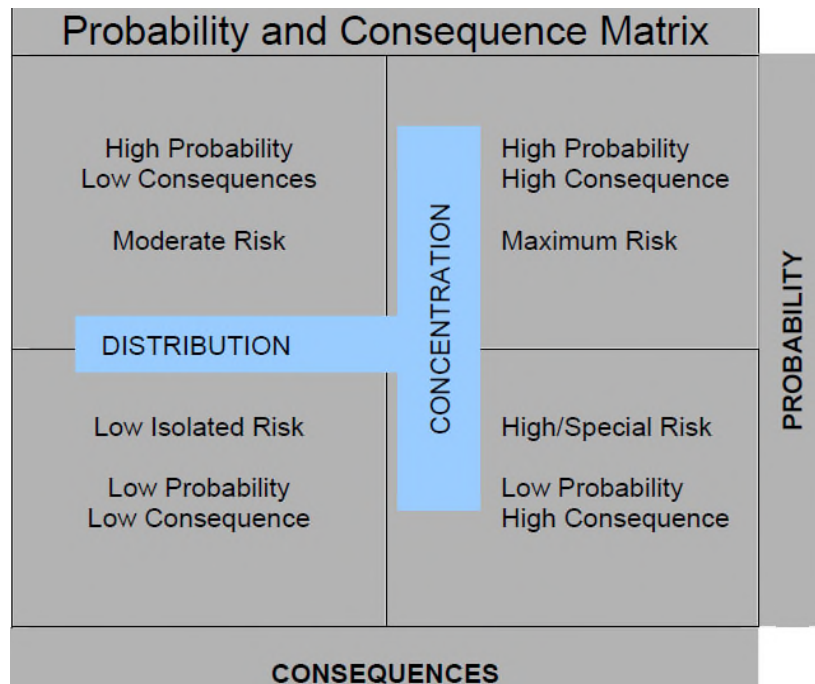 Probability and Consequence Matrix
High Probability
Low Consequences
Moderate Risk
High Probability
High Consequence
Maximum Risk
CONCENTRATION
PROBABILITY
DISTRIBUTION
Low Isolated Risk
Low Probability
Low Consequence
High/Special Risk
Low Probability
High Consequence
CONSEQUENCES